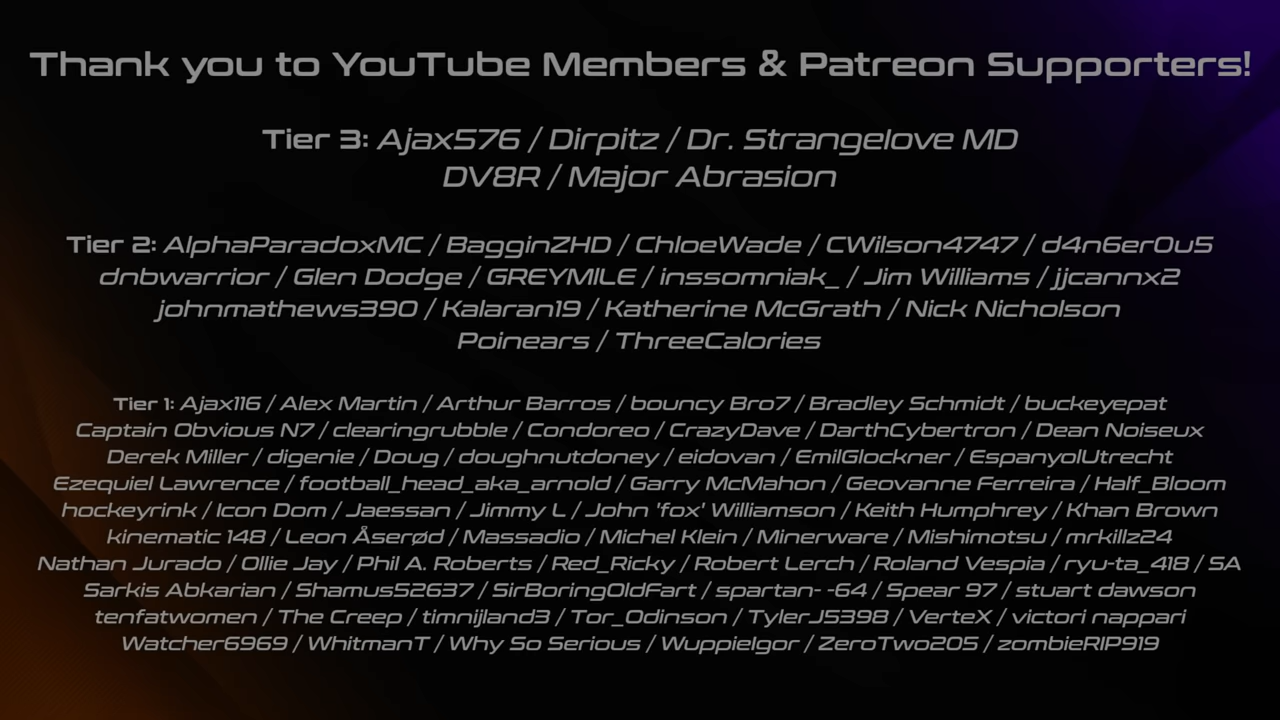 Thank you to YouTube Members & Patreon Supporters!
Tier 3: Ajax576 / Dirpitz / Dr. Strangelove MD
DV8R / Major Abrasion
Tier 2: AlphaParadoxMC / BagginZHD / ChloeWade / CWilson4747 / d4n6er0u5
dnbwarrior / Glen Dodge / GREYM1LE / inssomniak_ / Jim Williams / jjcannx2
johnmathews390 / Kalaran19 / Katherine McGrath / Nick Nicholson
Poinears / ThreeCalories
Tier 1: Ajax116 / Alex Martin / Arthur Barros / bouncy Bro7 / Bradley Schmidt / buckeyepat
Captain Obvious N7 / clearingrubble / Condoreo / CrazyDave / DarthCybertron / Dean Noiseux
Derek Miller / digenie / Doug / doughnutdoney / eidovan / EmilGlockner / EspanyolUtrecht
Ezequiel Lawrence / football_head_aka_arnold / Garry McMahon / Geovanne Ferreira / Half_Bloom
hockeyrink / Icon Dom / Jaessan / Jimmy L / John 'fox' Williamson / Keith Humphrey / Khan Brown
kinematic 148 / Leon Åserød / Massadio / Michel Klein / Minerware / Mishimotsu / mrkillz24
Nathan Jurado / Ollie Jay / Phil A. Roberts / Red_Ricky / Robert Lerch / Roland Vespia / ryu-ta_418 / SA
Sarkis Abkarian / Shamus52637 / SirBoringOldFart / spartan- -64 / Spear 97 / stuart dawson
tenfatwomen / The Creep / timnijland3 / Tor_Odinson / TylerJ5398 / VerteX / victori nappari
Watcher6969 / WhitmanT / Why So Serious / WuppieIgor / ZeroTwo205 / zombieRIP919